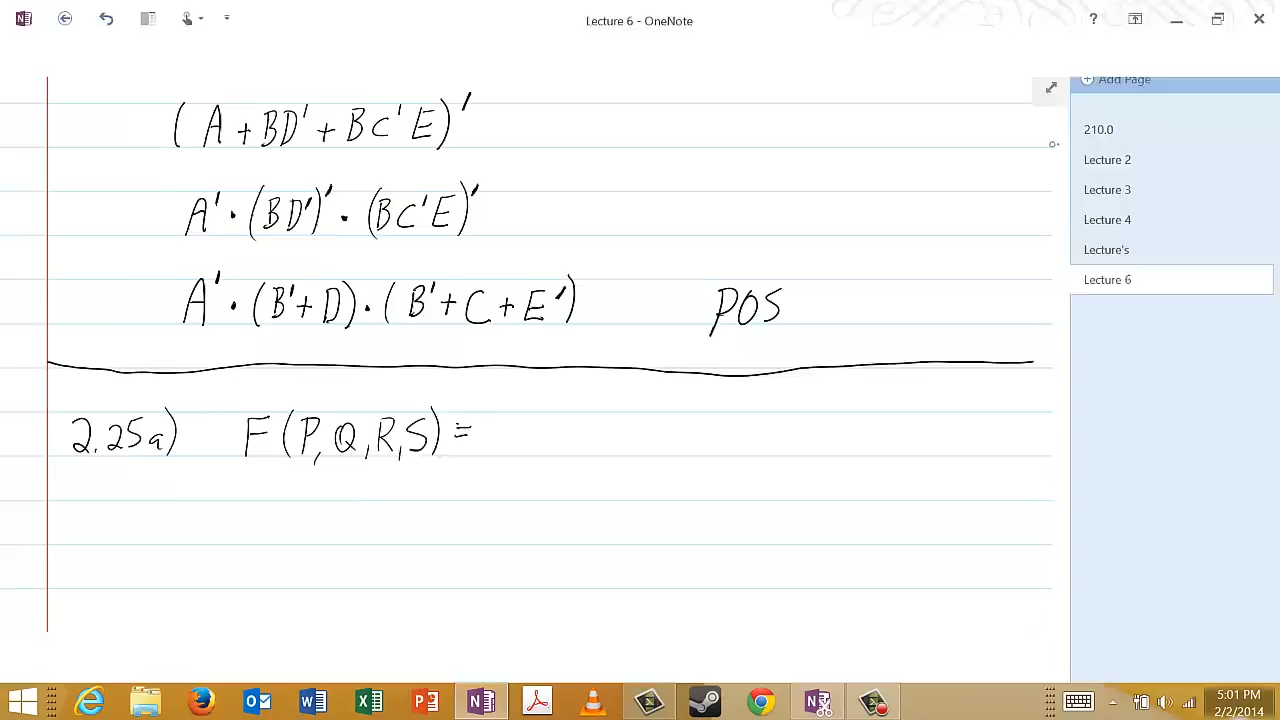 Lecture 6 - OneNote
?
Add Page
(A + BD' + BC'E)'
210.0
Lecture 2
A' · (BD')' · (BC'E)'
Lecture 3
Lecture 4
Lecture's
Lecture 6
A' · (B' + D) · (B' + C + E') POS
2.25a) F(P, Q, R, S) =
5:01 PM
2/2/2014